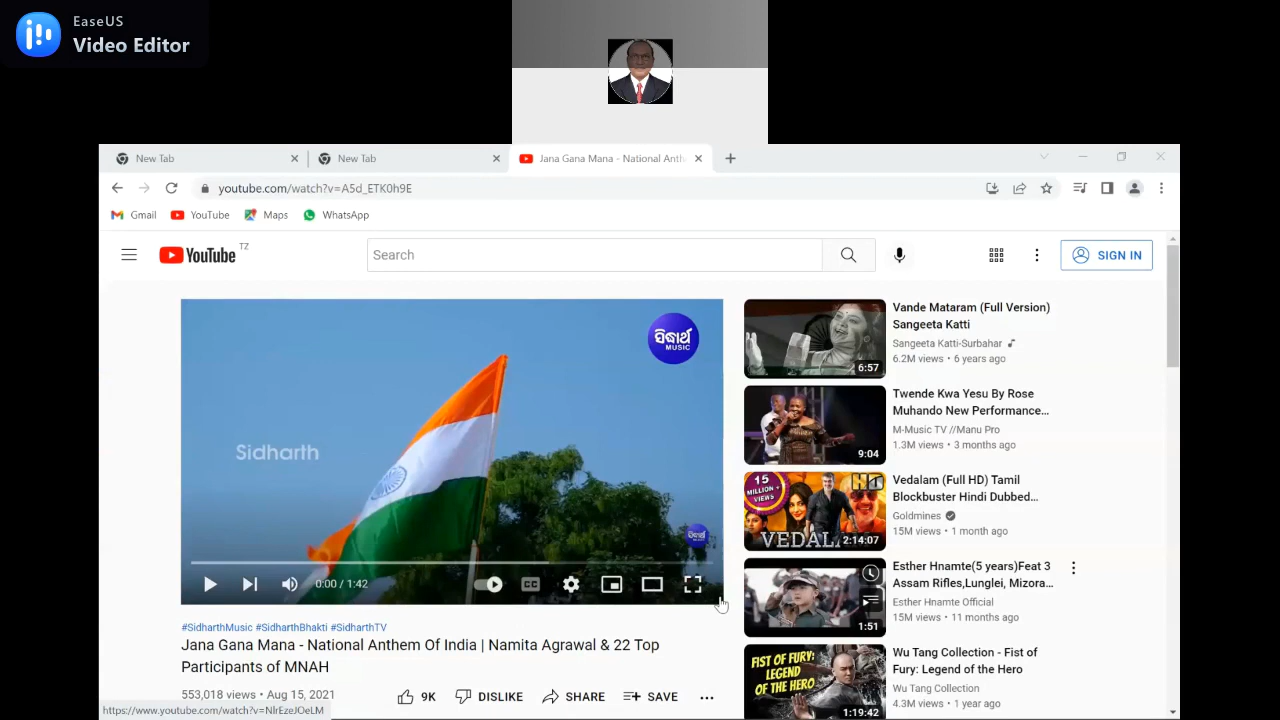 EaseUS
Video Editor
New Tab
New Tab
Jana Gana Mana - National Anth
youtube.com/watch?v=A5d_ETK0h9E
Gmail
YouTube
Maps
WhatsApp
YouTube TZ
Search
SIGN IN
ସିଦ୍ଧାର୍ଥ
MUSIC
Sidharth
0:00 / 1:42
CC
#SidharthMusic #SidharthBhakti #SidharthTV
Jana Gana Mana - National Anthem Of India | Namita Agrawal & 22 Top
Participants of MNAH
553,018 views • Aug 15, 2021
9K
DISLIKE
SHARE
SAVE
https://www.youtube.com/watch?v=NlrEzeJOeLM
6:57
Vande Mataram (Full Version)
Sangeeta Katti
Sangeeta Katti-Surbahar
6.2M views • 6 years ago
9:04
Twende Kwa Yesu By Rose
Muhando New Performance…
M-Music TV //Manu Pro
1.3M views • 3 months ago
15
MILLION +
VIEWS
HD
VEDAL
2:14:07
Vedalam (Full HD) Tamil
Blockbuster Hindi Dubbed…
Goldmines
15M views • 1 month ago
1:51
Esther Hnamte(5 years)Feat 3
Assam Rifles,Lunglei, Mizora…
Esther Hnamte Official
15M views • 11 months ago
FIST OF FURY:
LEGEND
OF THE
HERO
1:19:42
Wu Tang Collection - Fist of
Fury: Legend of the Hero
Wu Tang Collection
4.3M views • 1 year ago